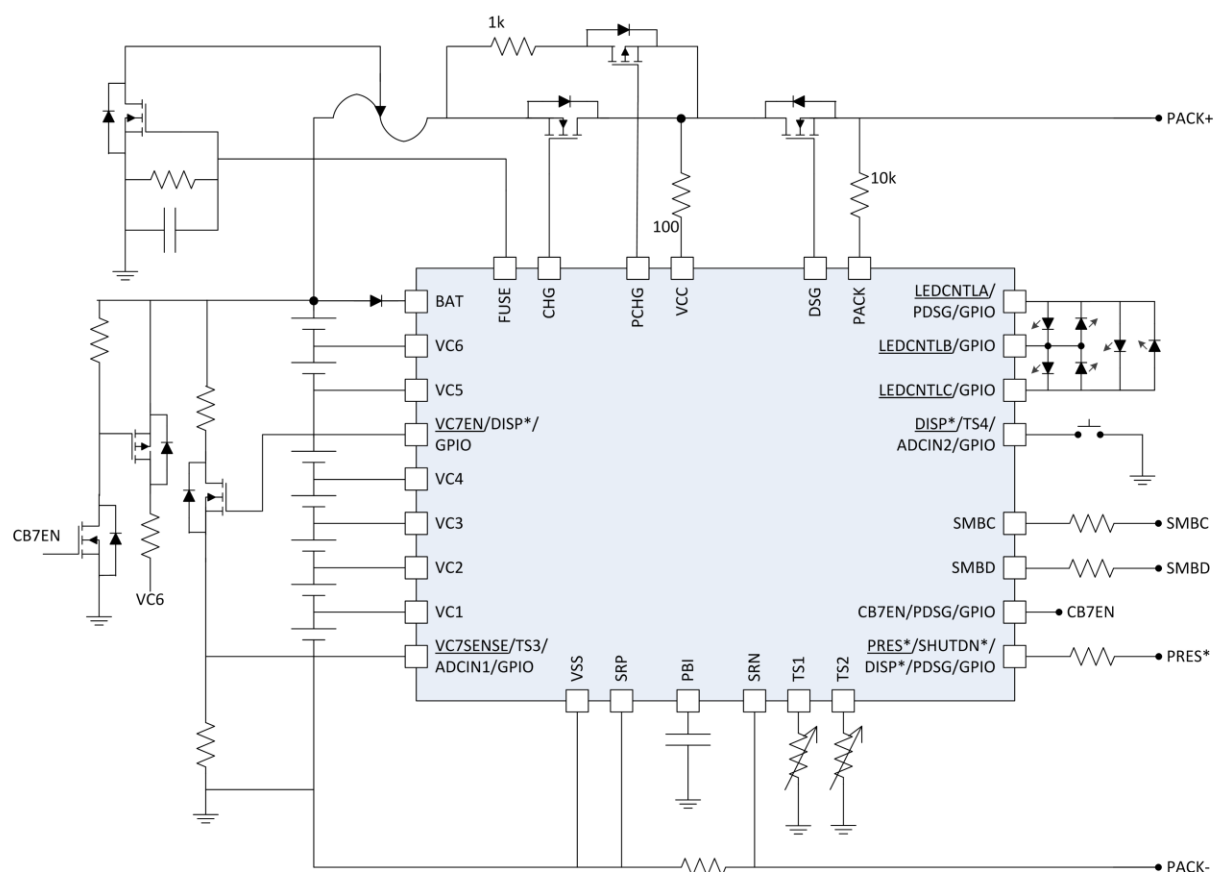 1k
PACK+
10k
100
FUSE
CHG
PCHG
VCC
DSG
PACK
BAT
LEDCNTLA/
PDSG/GPIO
VC6
LEDCNTLB/GPIO
VC5
LEDCNTLC/GPIO
VC7EN/DISP*/
GPIO
DISP*/TS4/
ADCIN2/GPIO
VC4
CB7EN
VC3
SMBC
SMBC
VC2
SMBD
SMBD
VC6
VC1
CB7EN/PDSG/GPIO
CB7EN
VC7SENSE/TS3/
ADCIN1/GPIO
PRES*/SHUTDN*/
DISP*/PDSG/GPIO
PRES*
VSS
SRP
PBI
SRN
TS1
TS2
PACK-